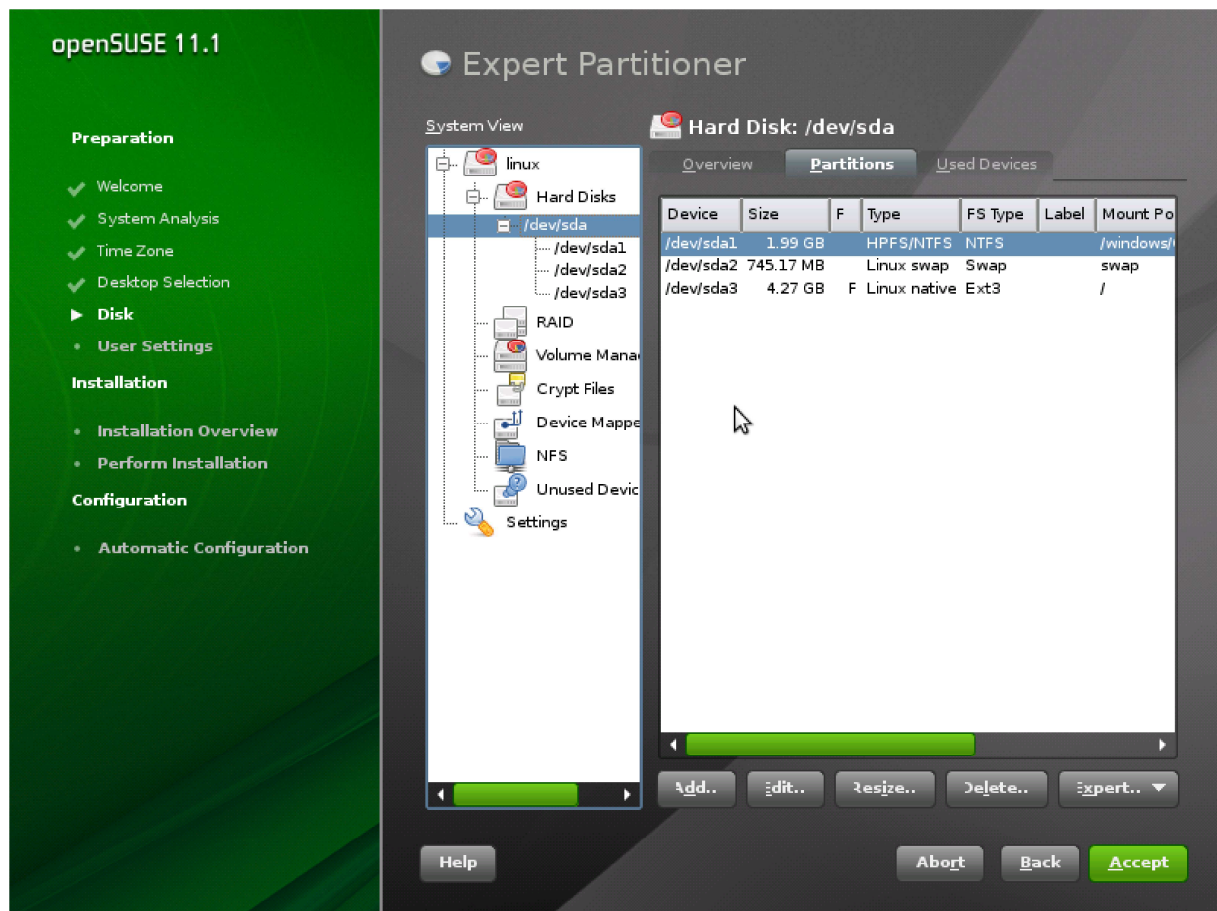 openSUSE 11.1
Preparation
Welcome
System Analysis
Time Zone
Desktop Selection
Disk
User Settings
Installation
Installation Overview
Perform Installation
Configuration
Automatic Configuration
Expert Partitioner
System View
linux
Hard Disks
/dev/sda
/dev/sda1
/dev/sda2
/dev/sda3
RAID
Volume Mana
Crypt Files
Device Mappe
NFS
Unused Devic
Settings
Hard Disk: /dev/sda
Overview Partitions Used Devices
Device Size F Type FS Type Label Mount Po
/dev/sda1 1.99 GB HPFS/NTFS NTFS /windows/
/dev/sda2 745.17 MB Linux swap Swap swap
/dev/sda3 4.27 GB F Linux native Ext3 /
Add.. Edit.. Resize.. Delete.. Expert..
Help Abort Back Accept